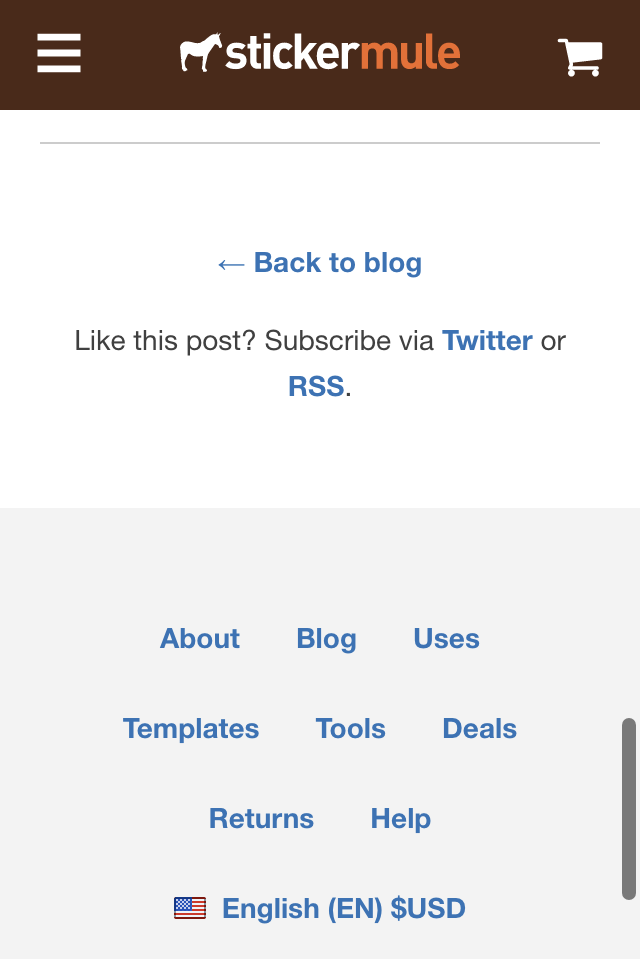 stickermule
← Back to blog
Like this post? Subscribe via Twitter or
RSS.
About Blog Uses
Templates Tools Deals
Returns Help
English (EN) $USD